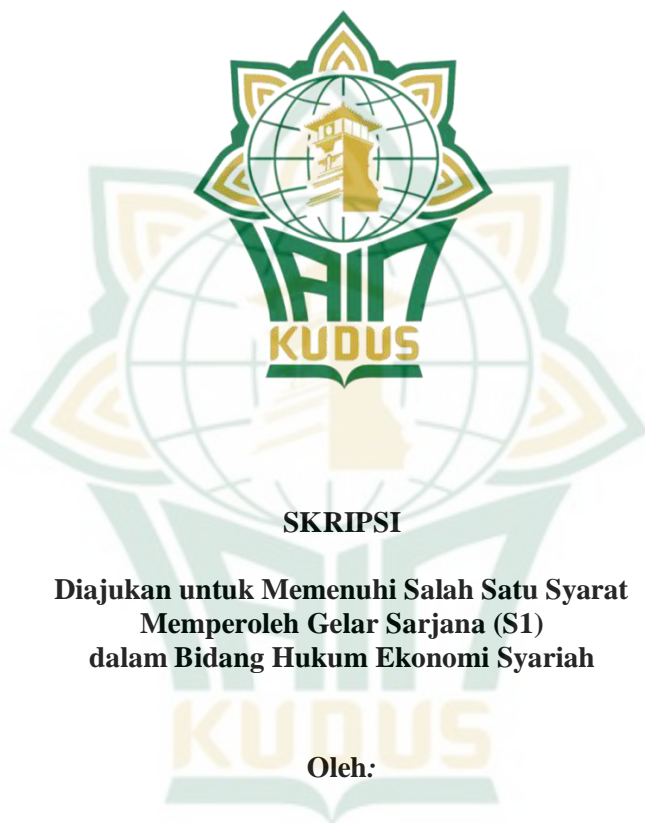 IAIN
KUDUS
SKRIPSI
Diajukan untuk Memenuhi Salah Satu Syarat
Memperoleh Gelar Sarjana (S1)
dalam Bidang Hukum Ekonomi Syariah
KUDUS
Oleh: